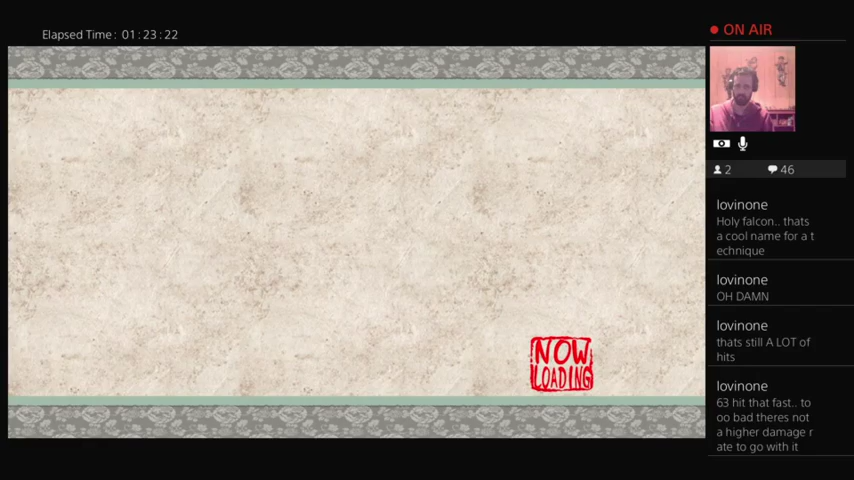 Elapsed Time: 01:23:22
ON AIR
2
46
lovinone
Holy falcon.. thats
a cool name for a t
echnique
lovinone
OH DAMN
lovinone
thats still A LOT of
hits
lovinone
63 hit that fast.. to
oo bad theres not
a higher damage r
ate to go with it
NOW
LOADING